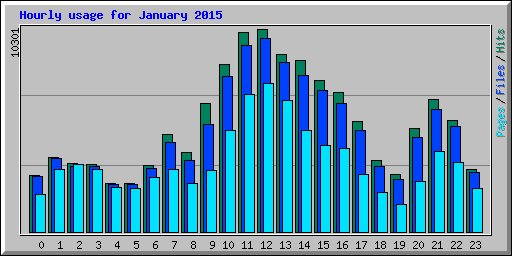 Hourly usage for January 2015
10301
Pages/Files/Hits
0 1 2 3 4 5 6 7 8 9 10 11 12 13 14 15 16 17 18 19 20 21 22 23